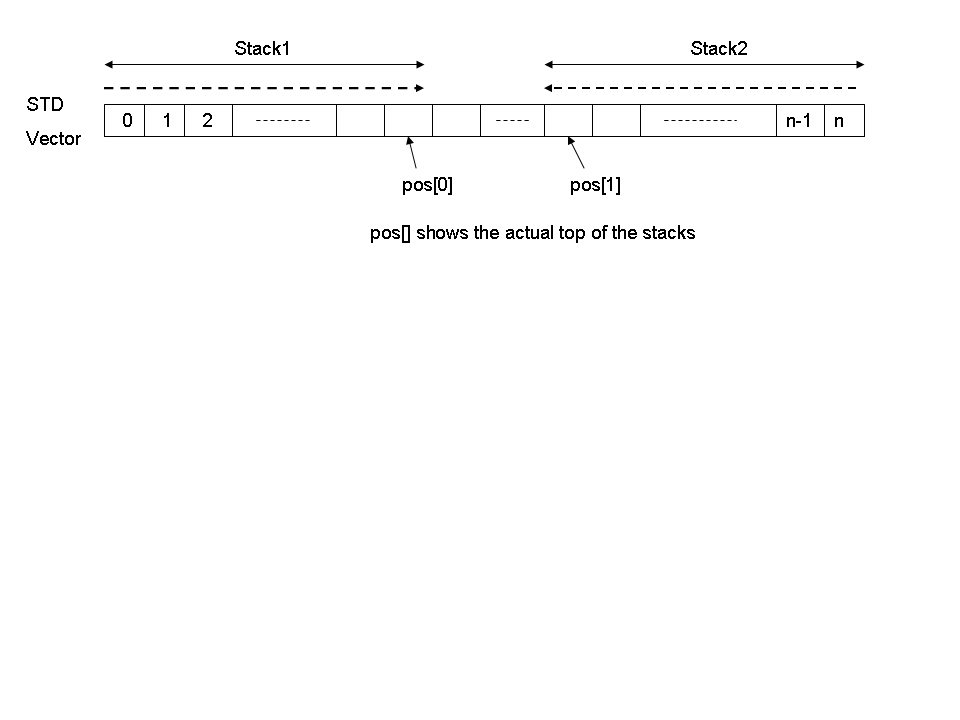 Stack1 Stack2
STD
0 1 2 n-1 n
Vector
pos[0] pos[1]
pos[] shows the actual top of the stacks